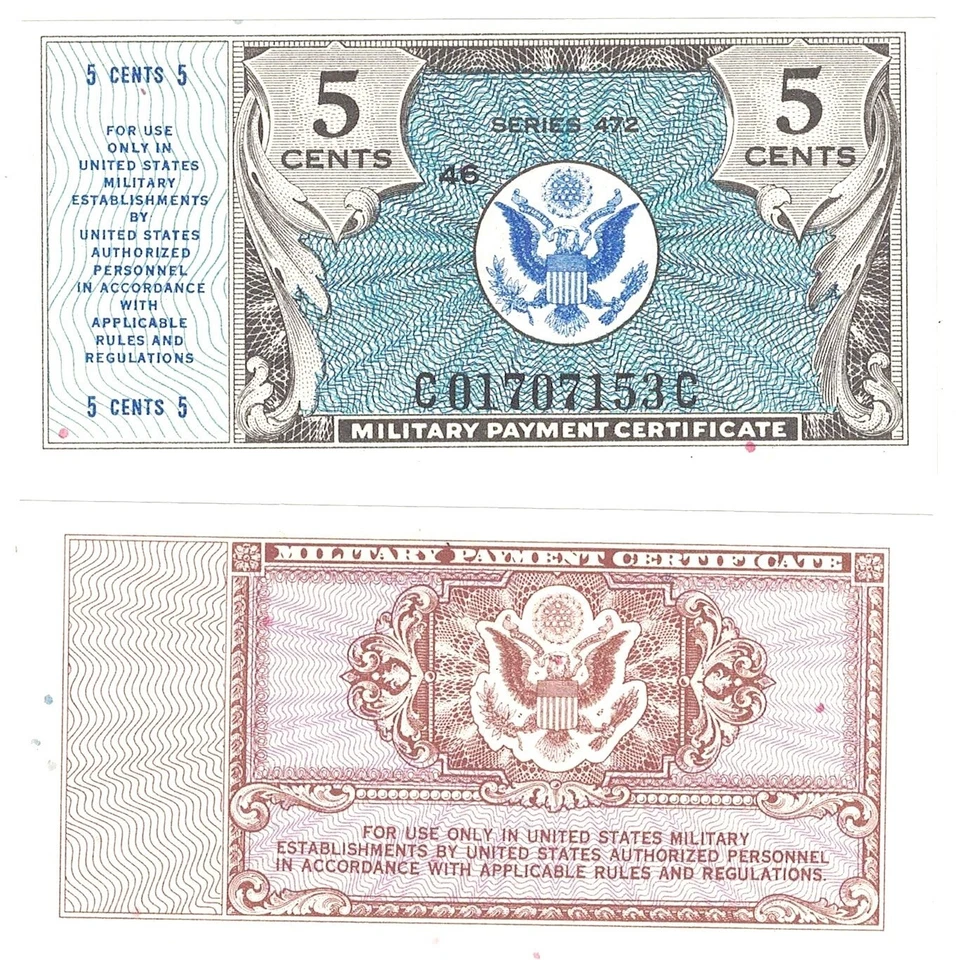 5 CENTS 5
FOR USE
ONLY IN
UNITED STATES
MILITARY
ESTABLISHMENTS
BY
UNITED STATES
AUTHORIZED
PERSONNEL
IN ACCORDANCE
WITH
APPLICABLE
RULES AND
REGULATIONS
5 CENTS 5
5
CENTS
SERIES 472
46
5
CENTS
C01707153C
MILITARY PAYMENT CERTIFICATE
MILITARY PAYMENT CERTIFICATE
FOR USE ONLY IN UNITED STATES MILITARY
ESTABLISHMENTS BY UNITED STATES AUTHORIZED PERSONNEL
IN ACCORDANCE WITH APPLICABLE RULES AND REGULATIONS.